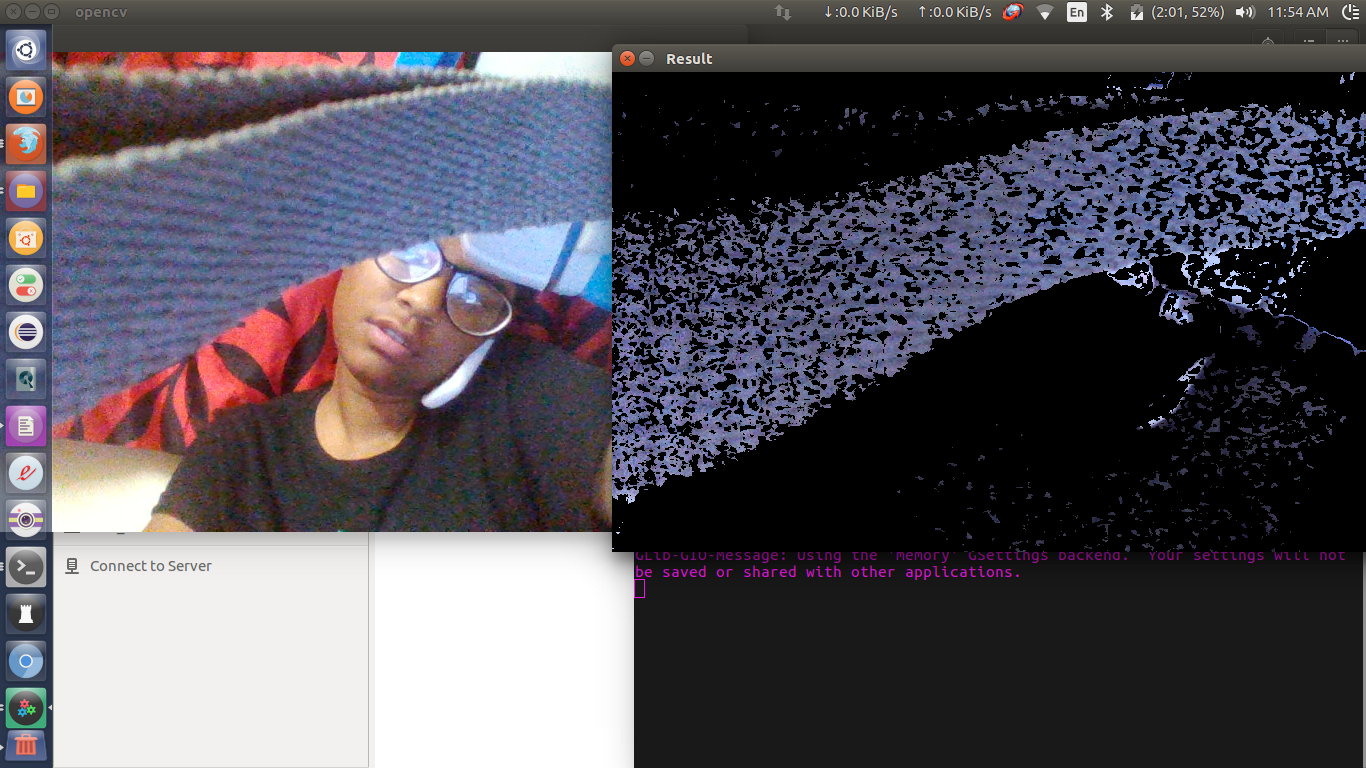 opencv
↓:0.0 KiB/s ↑:0.0 KiB/s En (2:01, 52%) 11:54 AM
Result
Connect to Server
GLib-GIO-Message: Using the 'memory' GSettings backend. Your settings will not
be saved or shared with other applications.